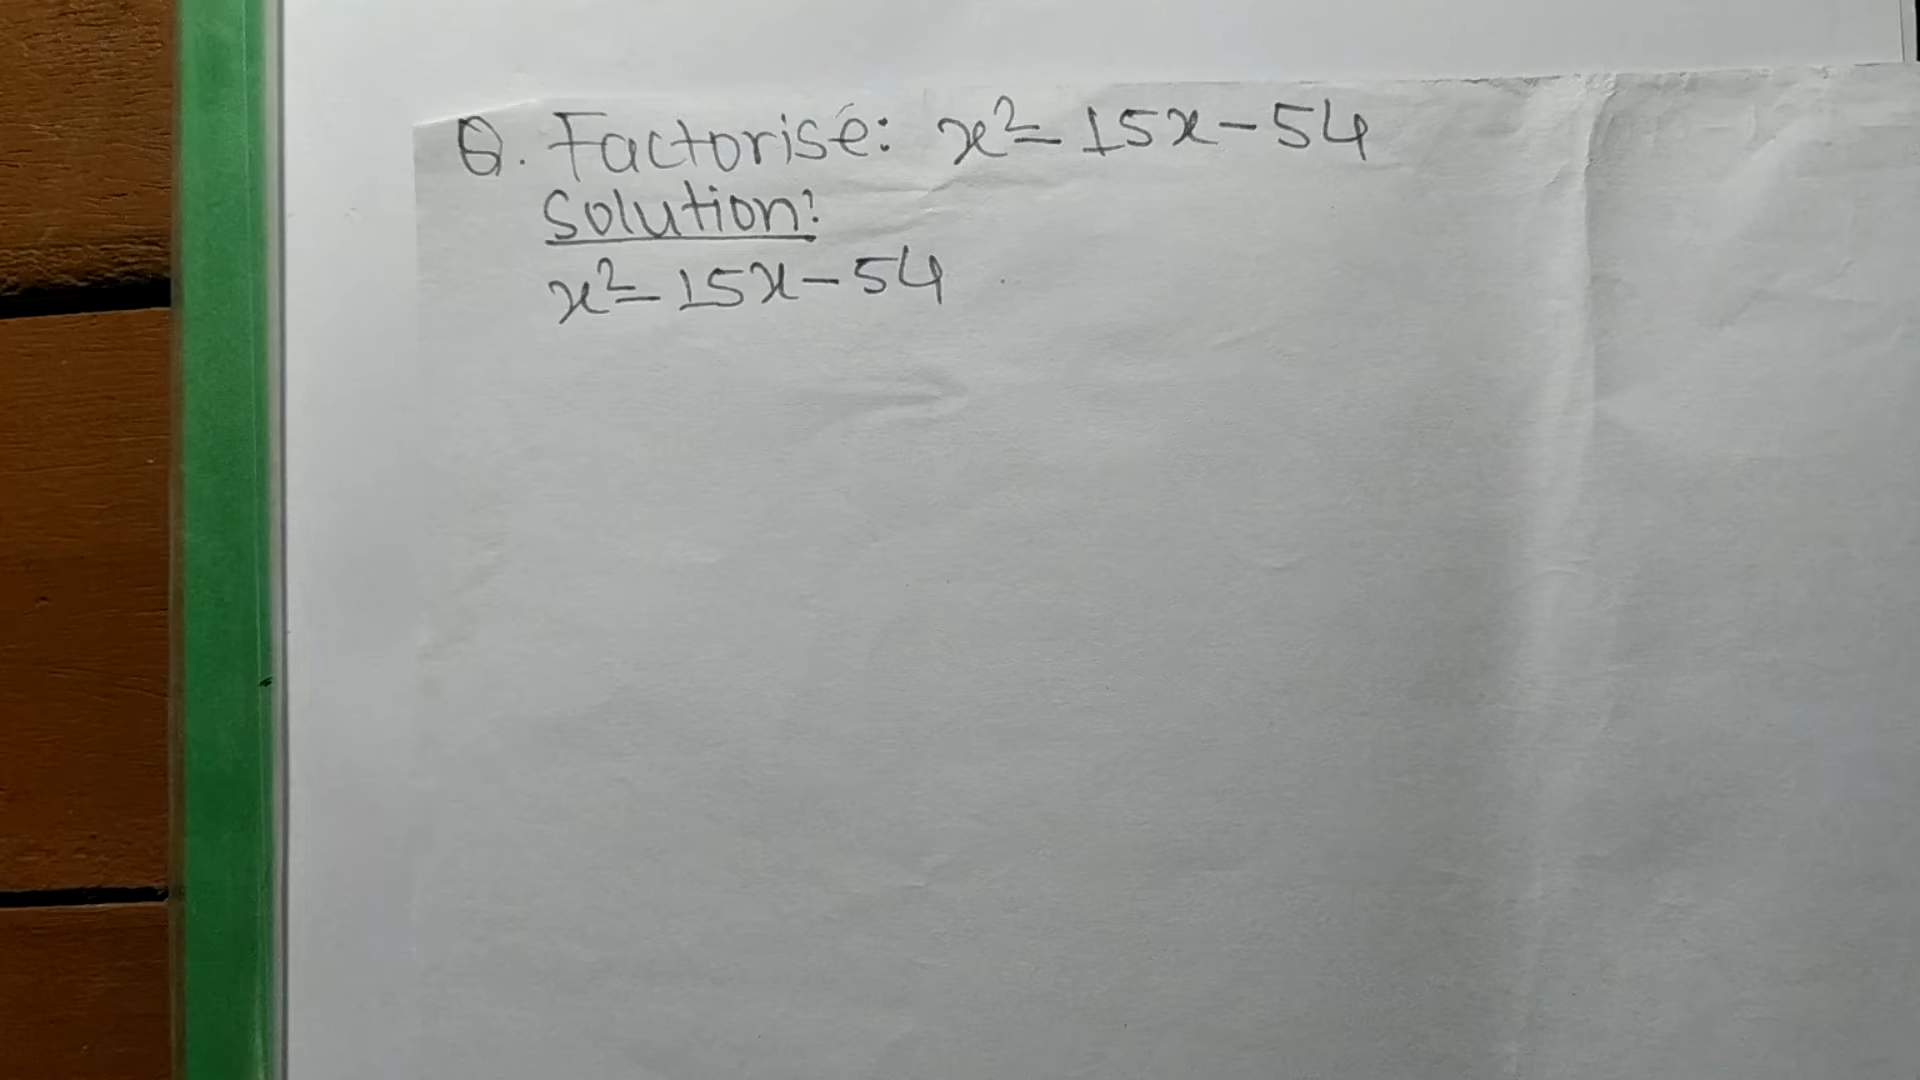 Q. Factorise: x² - 15x - 54
Solution:
x² - 15x - 54